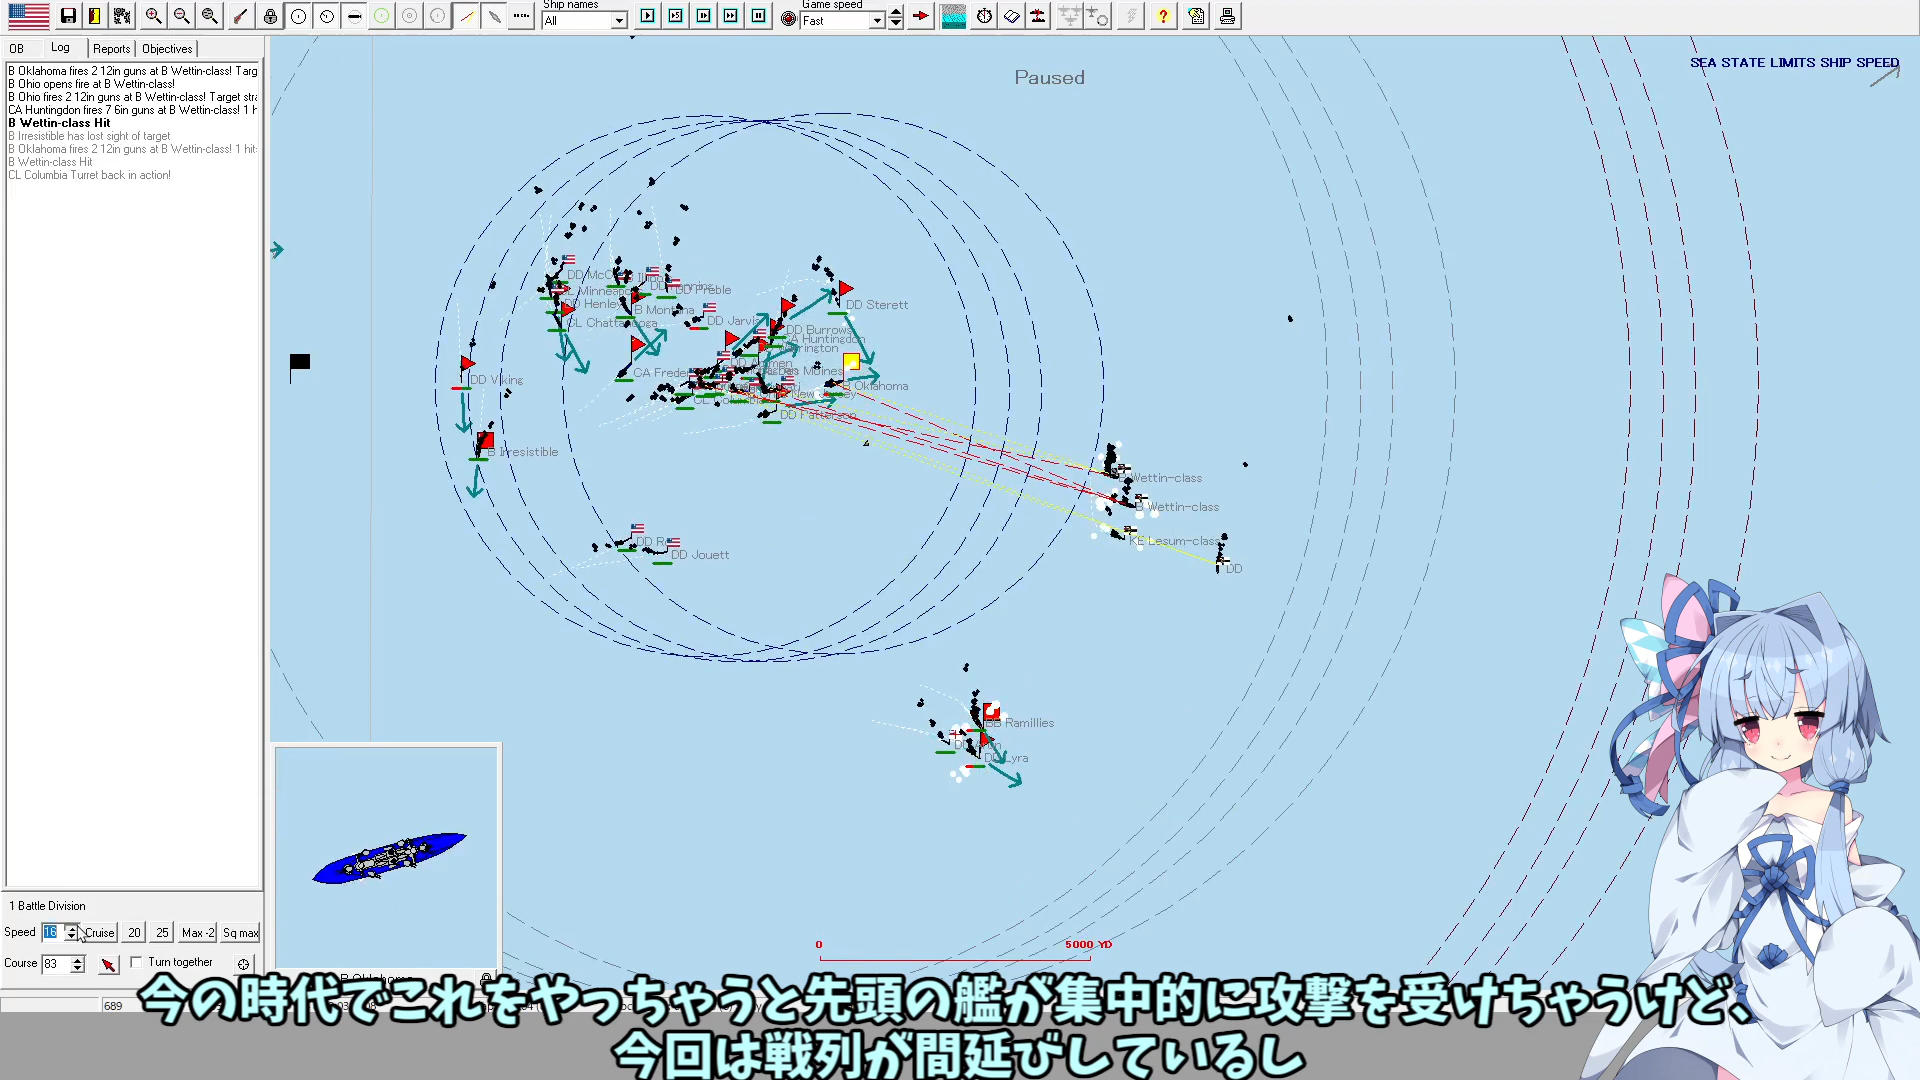 Ship names
All
Game speed
Fast
OB
Log
Reports
Objectives
B Oklahoma fires 2 12in guns at B Wettin-class! Targ
B Ohio opens fire at B Wettin-class!
B Ohio fires 2 12in guns at B Wettin-class! Target stra
CA Huntingdon fires 7 6in guns at B Wettin-class! 1 h
B Wettin-class Hit
B Irresistible has lost sight of target
B Oklahoma fires 2 12in guns at B Wettin-class! 1 hit:
B Wettin-class Hit
CL Columbia Turret back in action!
Paused
SEA STATE LIMITS SHIP SPEED
DD Sterett
DD Preble
B Montana
DD Jarvis
DD Burrows
CA Huntingdon
DD Henley
CL Chattanooga
DD Viking
B Oklahoma
DD Patterson
B Irresistible
B Wettin-class
B Wettin-class
KE Lesum-class
DD
DD Jouett
BB Ramillies
DD Lyra
0
5000 YD
1 Battle Division
Speed
16
Cruise
20
25
Max -2
Sq max
Course
83
Turn together
B Oklahoma
689
今の時代でこれをやっちゃうと先頭の艦が集中的に攻撃を受けちゃうけど、
今回は戦列が間延びしているし